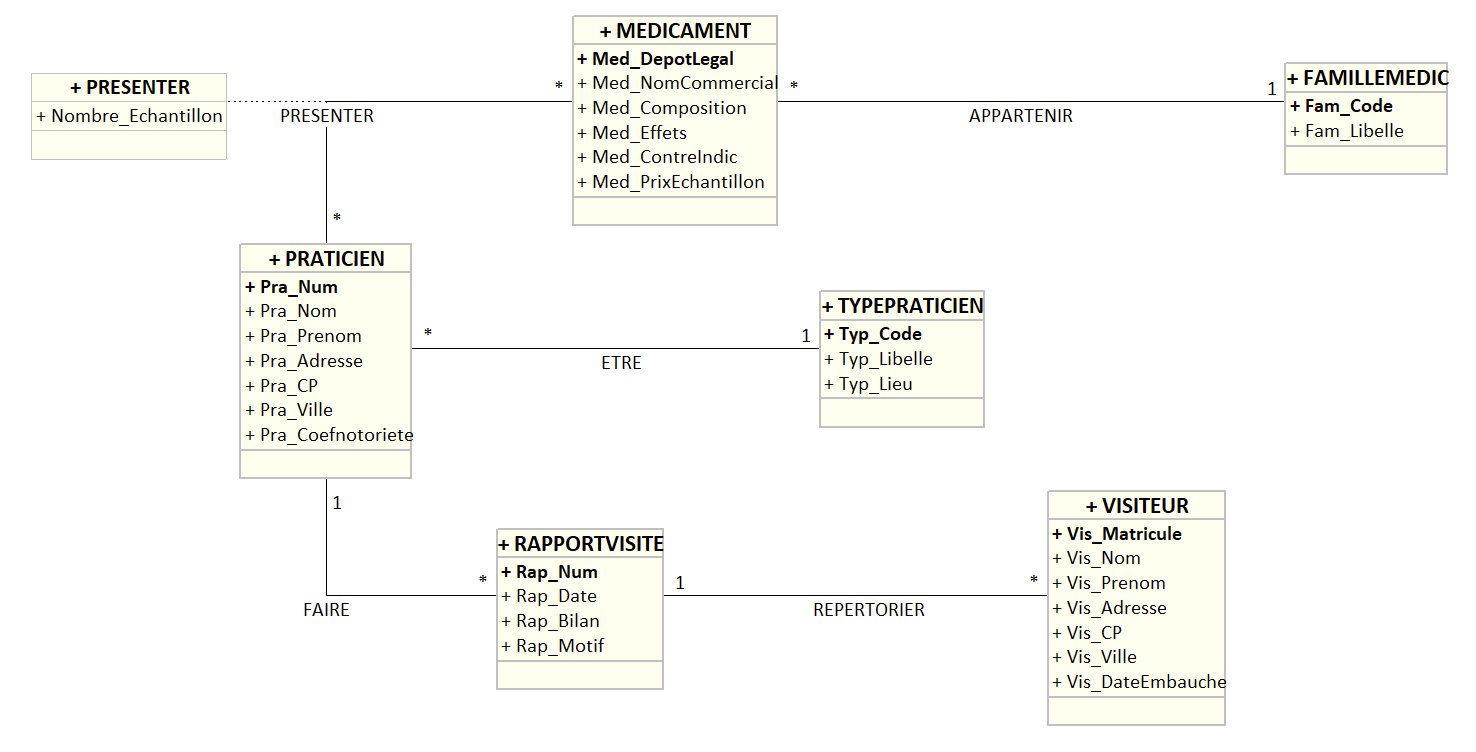 + MEDICAMENT
+ Med_DepotLegal
+ Med_NomCommercial
+ Med_Composition
+ Med_Effets
+ Med_ContreIndic
+ Med_PrixEchantillon
+ PRESENTER
+ Nombre_Echantillon
PRESENTER
*
*
*
1
APPARTENIR
+ FAMILLEMEDIC
+ Fam_Code
+ Fam_Libelle
+ PRATICIEN
+ Pra_Num
+ Pra_Nom
+ Pra_Prenom
+ Pra_Adresse
+ Pra_CP
+ Pra_Ville
+ Pra_Coefnotoriete
*
1
ETRE
+ TYPEPRATICIEN
+ Typ_Code
+ Typ_Libelle
+ Typ_Lieu
1
*
FAIRE
+ RAPPORTVISITE
+ Rap_Num
+ Rap_Date
+ Rap_Bilan
+ Rap_Motif
1
*
REPERTORIER
+ VISITEUR
+ Vis_Matricule
+ Vis_Nom
+ Vis_Prenom
+ Vis_Adresse
+ Vis_CP
+ Vis_Ville
+ Vis_DateEmbauche